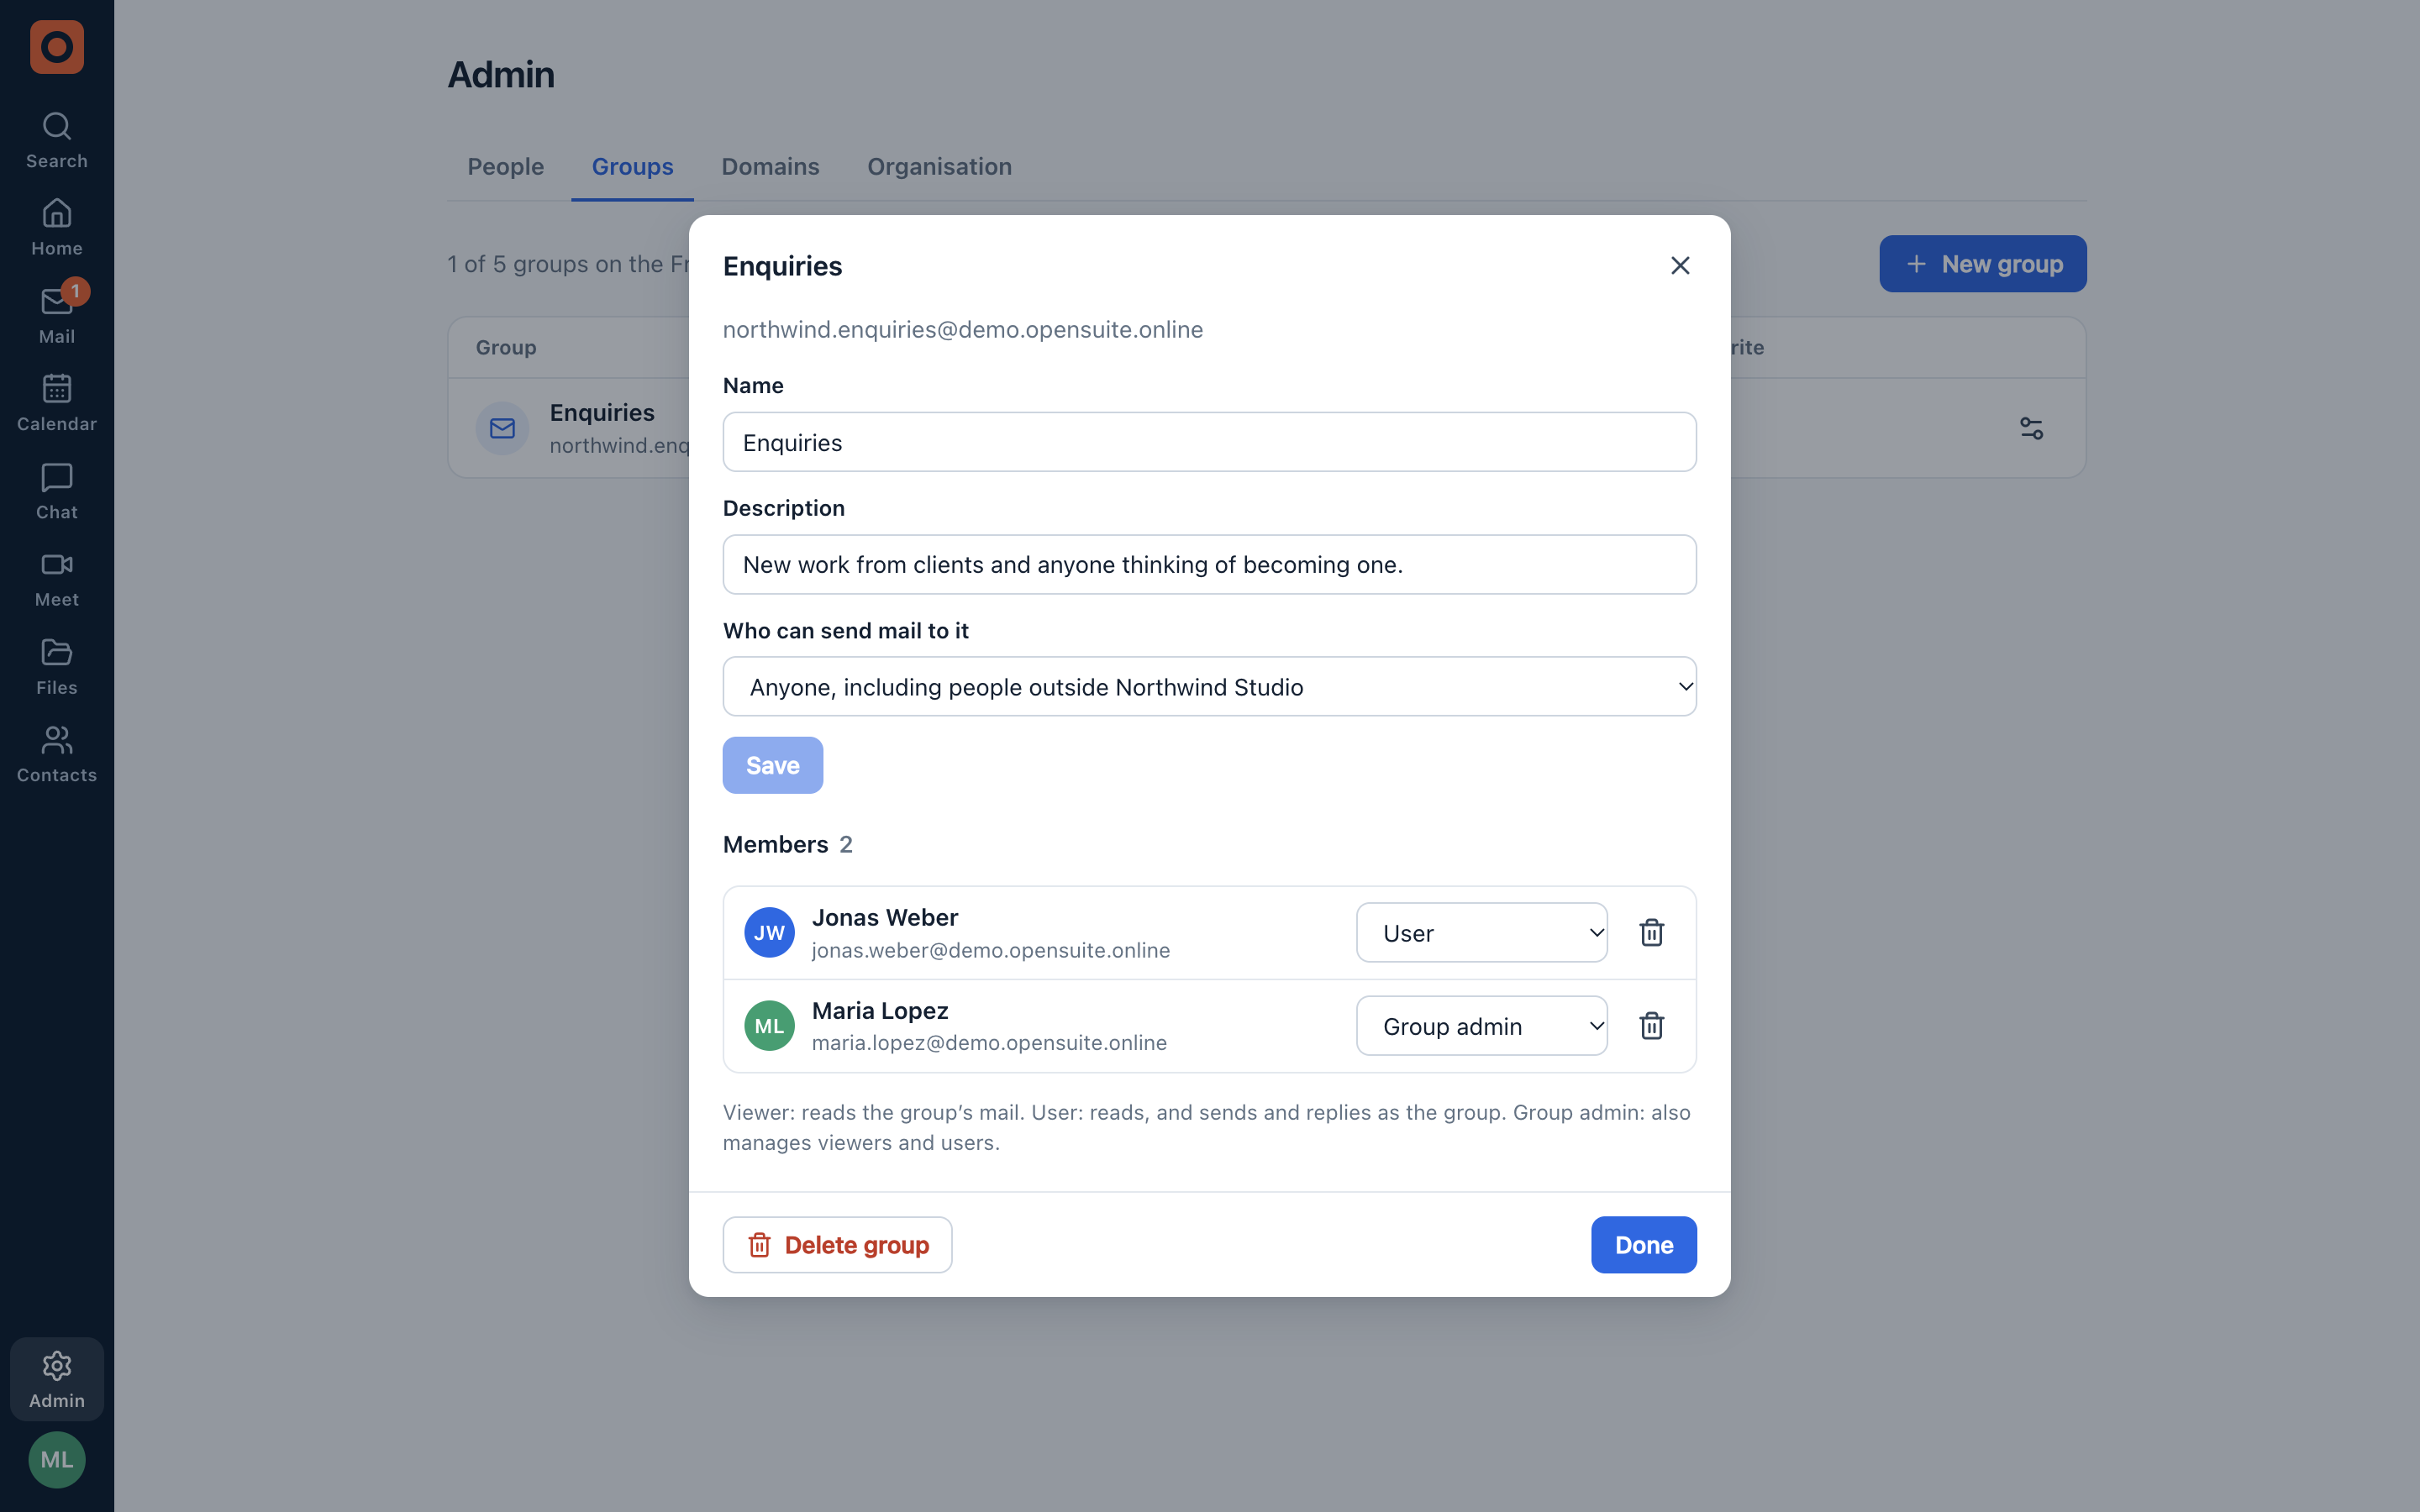 Search
Home
1
Mail
Calendar
Chat
Meet
Files
Contacts
Admin
ML
Admin
People
Groups
Domains
Organisation
1 of 5 groups on the
New group
Group
Enquiries
northwind.enq
Enquiries
northwind.enquiries@demo.opensuite.online
Name
Enquiries
Description
New work from clients and anyone thinking of becoming one.
Who can send mail to it
Anyone, including people outside Northwind Studio
Save
Members 2
JW
Jonas Weber
jonas.weber@demo.opensuite.online
User
ML
Maria Lopez
maria.lopez@demo.opensuite.online
Group admin
Viewer: reads the group’s mail. User: reads, and sends and replies as the group. Group admin: also
manages viewers and users.
Delete group
Done